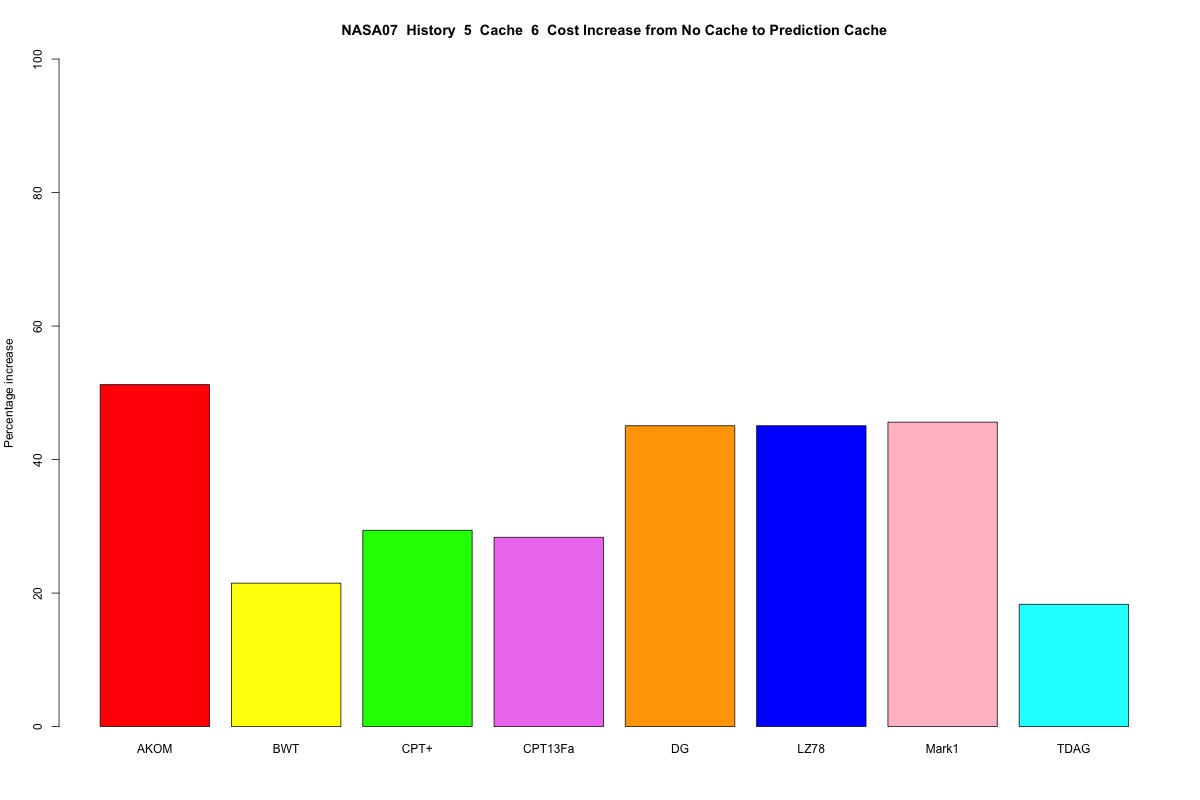 NASA07  History  5  Cache  6  Cost Increase from No Cache to Prediction Cache
Percentage increase
100
80
60
40
20
0
AKOM BWT CPT+ CPT13Fa DG LZ78 Mark1 TDAG